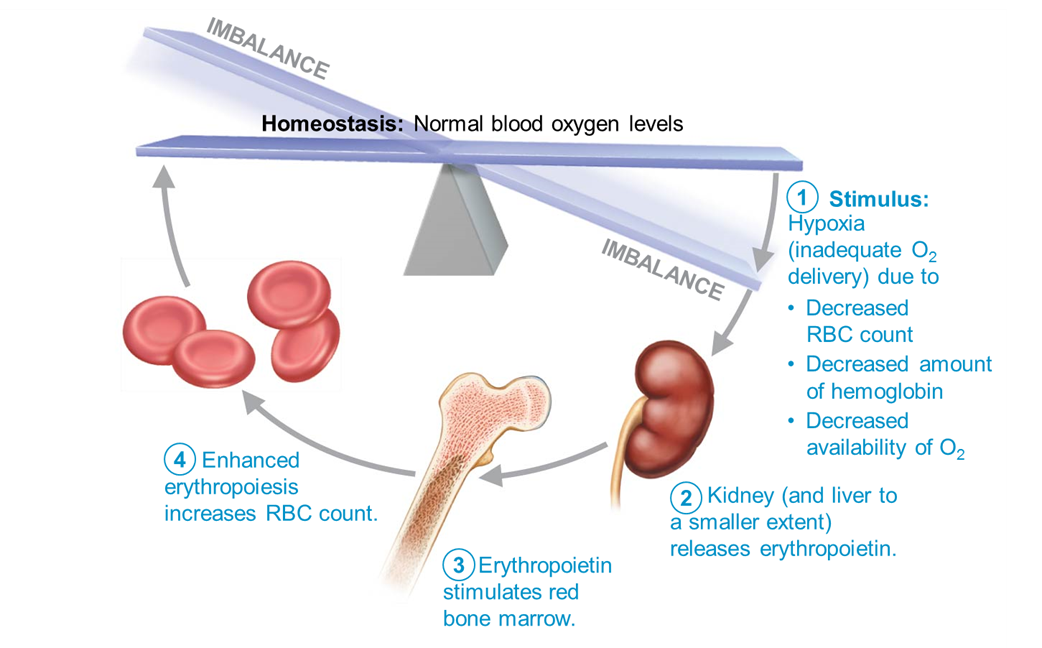 IMBALANCE
Homeostasis: Normal blood oxygen levels
IMBALANCE
1 Stimulus:
Hypoxia
(inadequate O₂
delivery) due to
• Decreased
RBC count
• Decreased amount
of hemoglobin
• Decreased
availability of O₂
2 Kidney (and liver to
a smaller extent)
releases erythropoietin.
3 Erythropoietin
stimulates red
bone marrow.
4 Enhanced
erythropoiesis
increases RBC count.